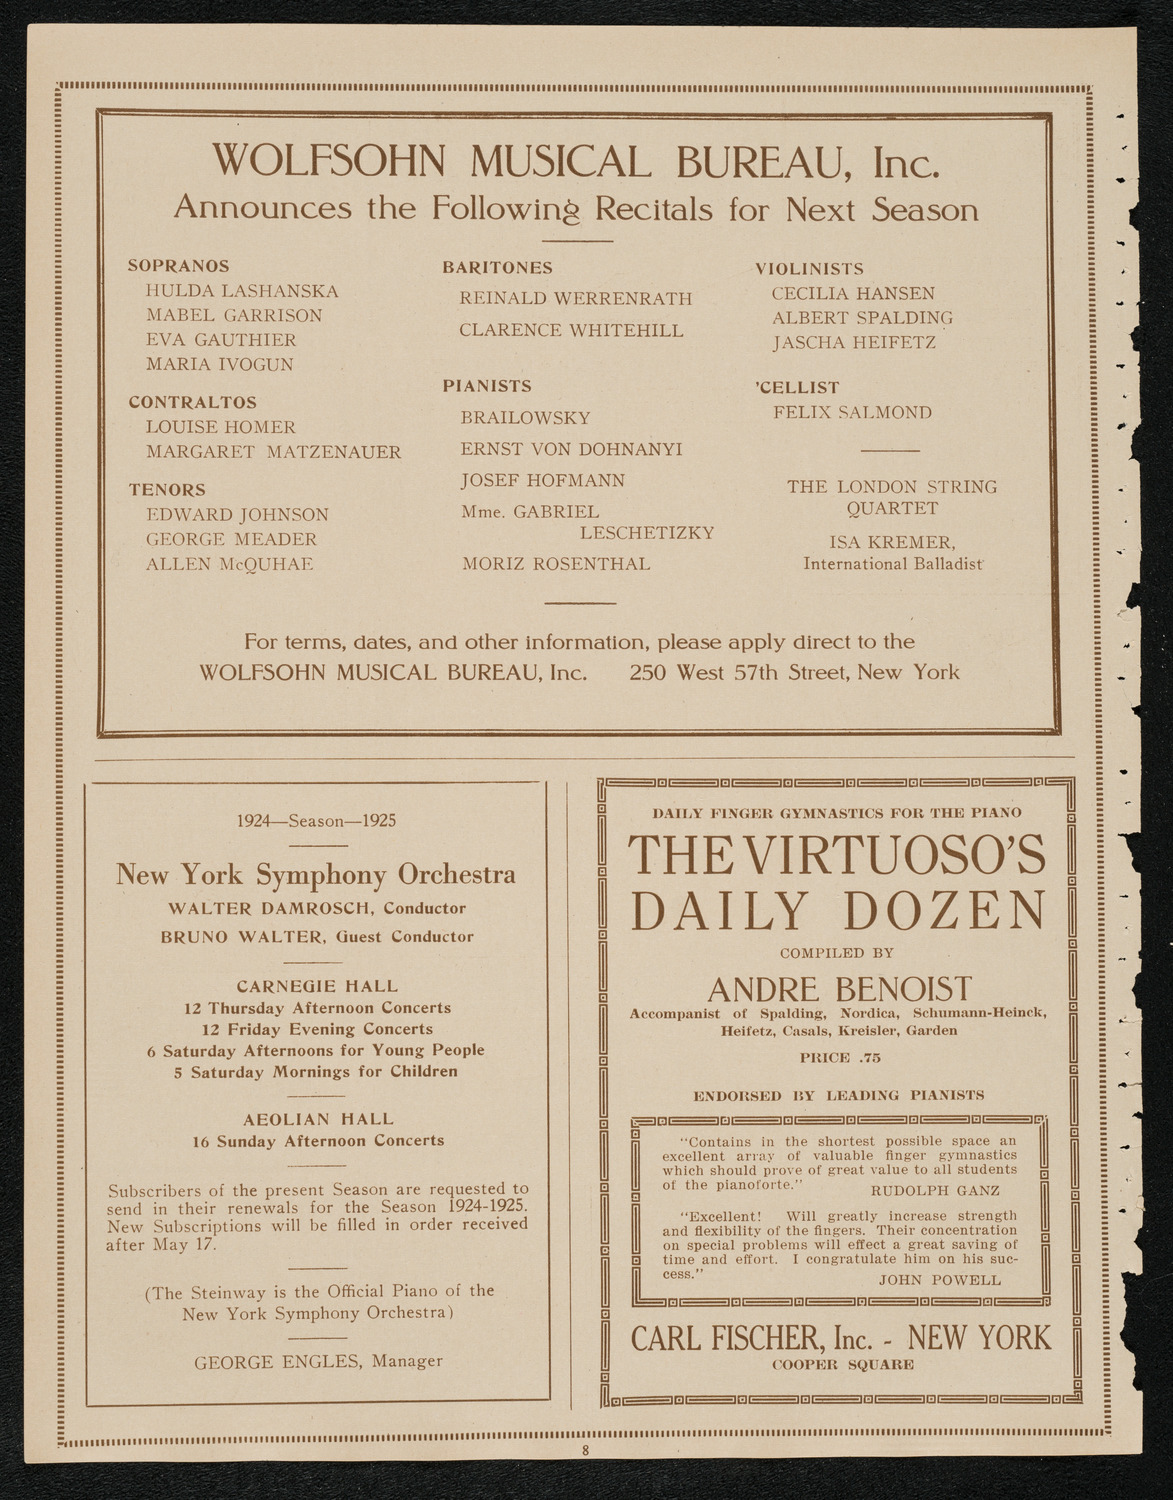 WOLFSOHN MUSICAL BUREAU, Inc.
Announces the Following Recitals for Next Season
SOPRANOS
HULDA LASHANSKA
MABEL GARRISON
EVA GAUTHIER
MARIA IVOGUN
CONTRALTOS
LOUISE HOMER
MARGARET MATZENAUER
TENORS
EDWARD JOHNSON
GEORGE MEADER
ALLEN McQUHAE
BARITONES
REINALD WERRENRATH
CLARENCE WHITEHILL
PIANISTS
BRAILOWSKY
ERNST VON DOHNANYI
JOSEF HOFMANN
Mme. GABRIEL
LESCHETIZKY
MORIZ ROSENTHAL
VIOLINISTS
CECILIA HANSEN
ALBERT SPALDING
JASCHA HEIFETZ
'CELLIST
FELIX SALMOND
THE LONDON STRING
QUARTET
ISA KREMER,
International Balladist
For terms, dates, and other information, please apply direct to the
WOLFSOHN MUSICAL BUREAU, Inc. 250 West 57th Street, New York
1924—Season—1925
New York Symphony Orchestra
WALTER DAMROSCH, Conductor
BRUNO WALTER, Guest Conductor
CARNEGIE HALL
12 Thursday Afternoon Concerts
12 Friday Evening Concerts
6 Saturday Afternoons for Young People
5 Saturday Mornings for Children
AEOLIAN HALL
16 Sunday Afternoon Concerts
Subscribers of the present Season are requested to
send in their renewals for the Season 1924-1925.
New Subscriptions will be filled in order received
after May 17.
(The Steinway is the Official Piano of the
New York Symphony Orchestra)
GEORGE ENGLES, Manager
DAILY FINGER GYMNASTICS FOR THE PIANO
THE VIRTUOSO'S
DAILY DOZEN
COMPILED BY
ANDRE BENOIST
Accompanist of Spalding, Nordica, Schumann-Heinck,
Heifetz, Casals, Kreisler, Garden
PRICE .75
ENDORSED BY LEADING PIANISTS
"Contains in the shortest possible space an
excellent array of valuable finger gymnastics
which should prove of great value to all students
of the pianoforte." RUDOLPH GANZ
"Excellent! Will greatly increase strength
and flexibility of the fingers. Their concentration
on special problems will effect a great saving of
time and effort. I congratulate him on his suc-
cess." JOHN POWELL
CARL FISCHER, Inc. - NEW YORK
COOPER SQUARE
8